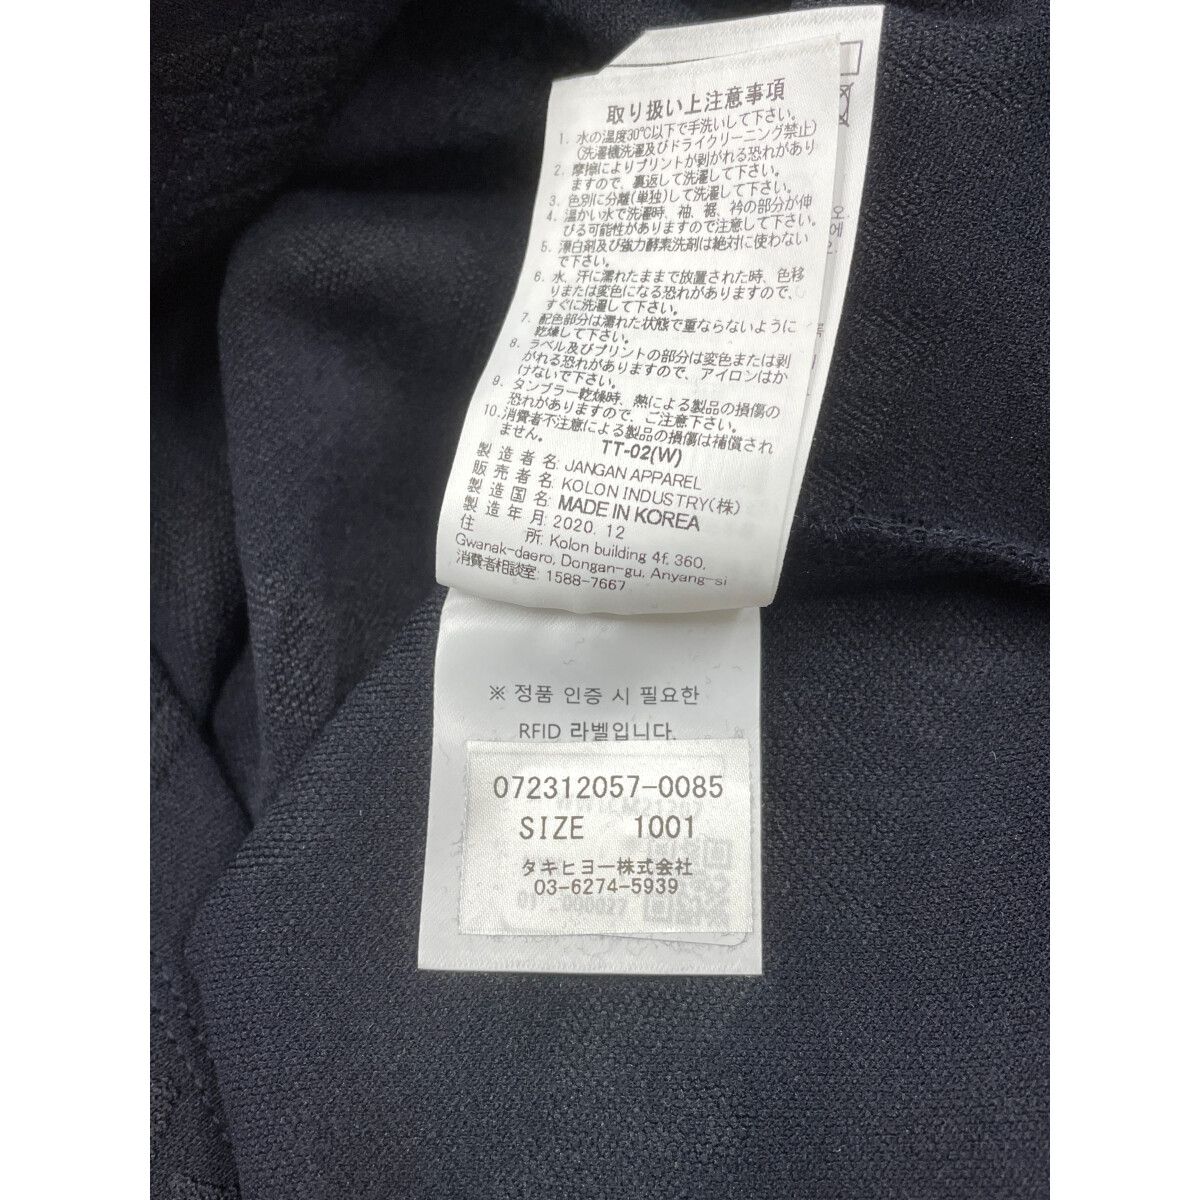 取り扱い上注意事項
1. 水の温度30℃以下で手洗いして下さい。
(洗濯機洗濯及びドライクリーニング禁止)
2. 摩擦によりプリントが剥がれる恐れがあり
ますので、裏返して洗濯して下さい。
3. 色別に分離(単独)して洗濯して下さい。
4. 温かい水で洗濯時、袖、裾、衿の部分が伸
びる可能性がありますので注意して下さい。
5. 漂白剤及び強力酵素洗剤は絶対に使わない
で下さい。
6. 水、汗に濡れたままで放置された時、色移
りまたは変色になる恐れがありますので、
すぐに洗濯して下さい。
7. 配色部分は濡れた状態で重ならないように
乾燥して下さい。
8. ラベル及びプリントの部分は変色または剥
がれる恐れがありますので、アイロンはか
けないで下さい。
9. タンブラー乾燥時、熱による製品の損傷の
恐れがありますので、ご注意下さい。
10. 消費者不注意による製品の損傷は補償され
ません。
TT-02(W)
製造者名: JANGAN APPAREL
販売者名: KOLON INDUSTRY(株)
製造国名: MADE IN KOREA
製造年月: 2020. 12
住 所: Kolon building 4f. 360,
Gwanak-daero, Dongan-gu, Anyang-si
消費者相談室: 1588-7667
※ 정품 인증 시 필요한
RFID 라벨입니다.
072312057-0085
SIZE 1001
タキヒヨー株式会社
03-6274-5939